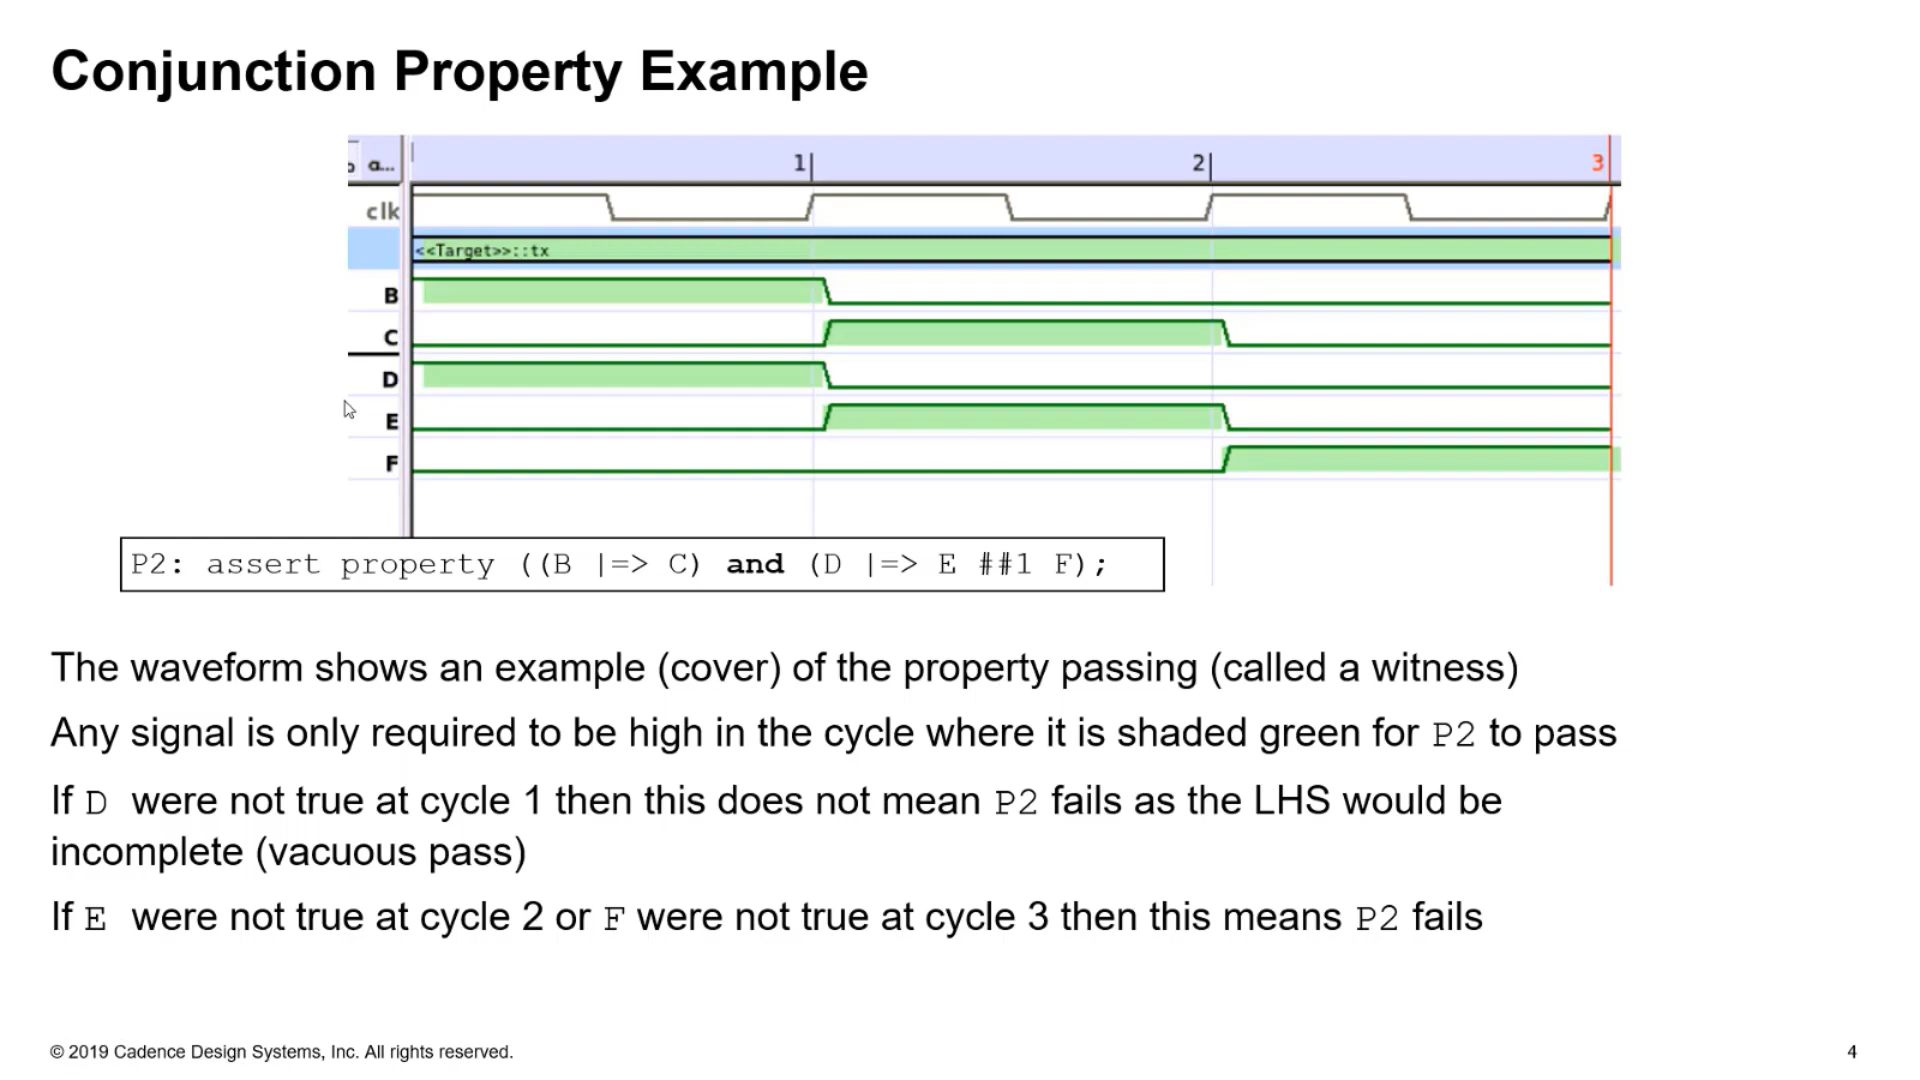 Conjunction Property Example
a...
1
2
3
clk
<<Target>>::tx
B
C
D
E
F
P2: assert property ((B |=> C) and (D |=> E ##1 F);
The waveform shows an example (cover) of the property passing (called a witness)
Any signal is only required to be high in the cycle where it is shaded green for P2 to pass
If D were not true at cycle 1 then this does not mean P2 fails as the LHS would be
incomplete (vacuous pass)
If E were not true at cycle 2 or F were not true at cycle 3 then this means P2 fails
© 2019 Cadence Design Systems, Inc. All rights reserved.
4